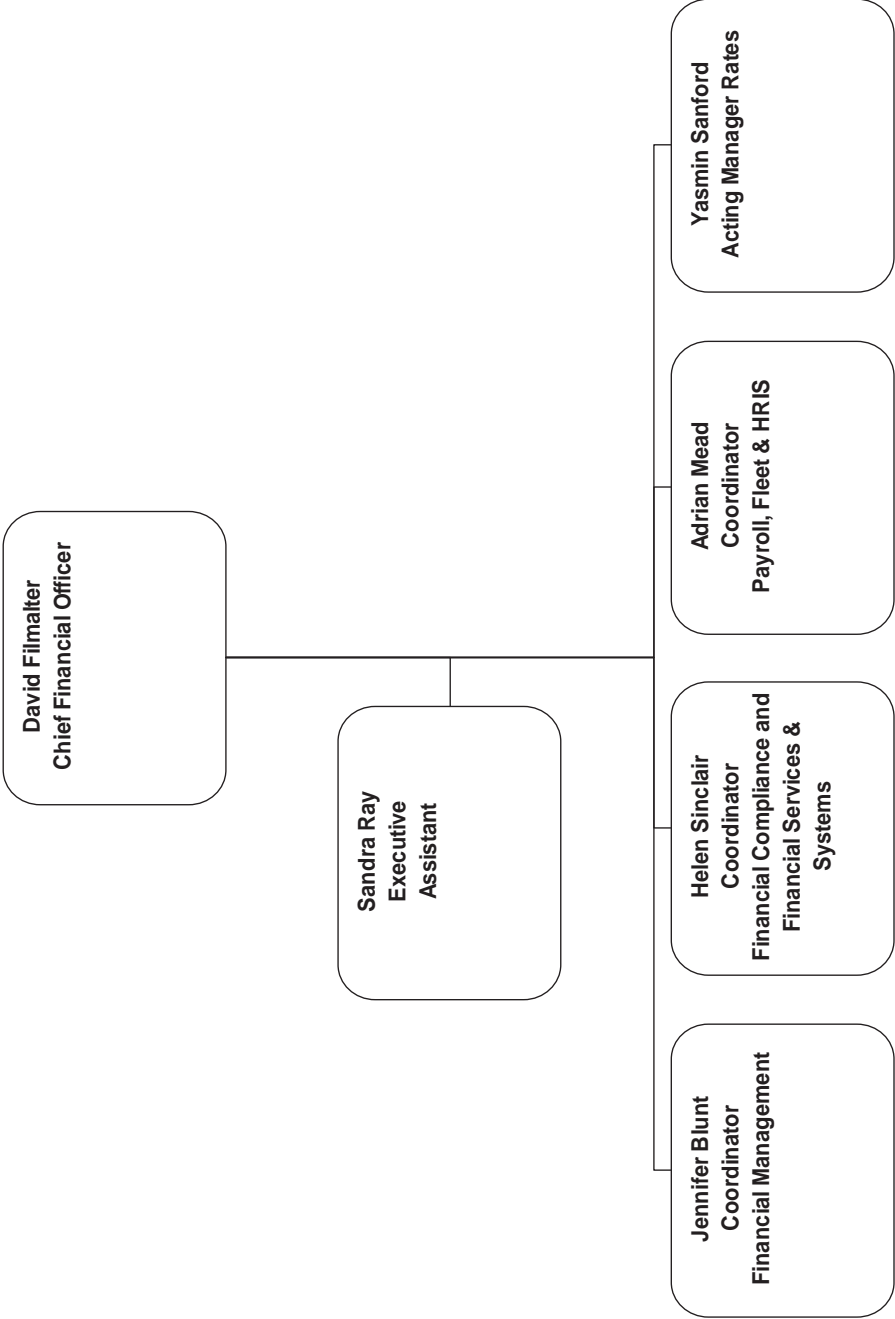 David Filmalter
Chief Financial Officer
Sandra Ray
Executive
Assistant
Jennifer Blunt
Coordinator
Financial Management
Helen Sinclair
Coordinator
Financial Compliance and
Financial Services &
Systems
Adrian Mead
Coordinator
Payroll, Fleet & HRIS
Yasmin Sanford
Acting Manager Rates